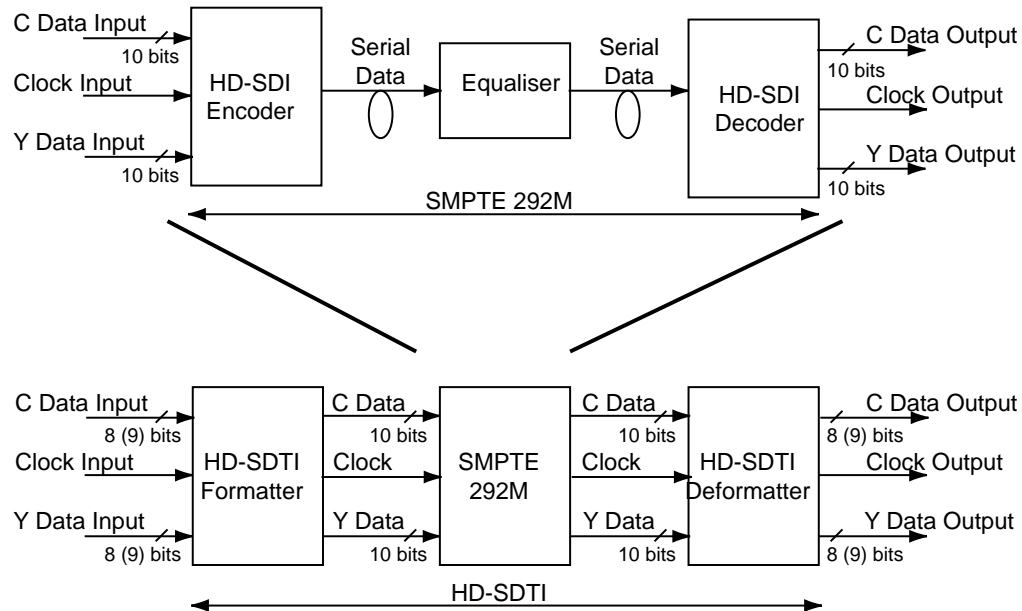 C Data Input
10 bits
Clock Input
Y Data Input
10 bits
HD-SDI
Encoder
Serial
Data
Equaliser
Serial
Data
HD-SDI
Decoder
C Data Output
10 bits
Clock Output
Y Data Output
10 bits
SMPTE 292M
C Data Input
8 (9) bits
Clock Input
Y Data Input
8 (9) bits
HD-SDTI
Formatter
C Data
10 bits
Clock
Y Data
10 bits
SMPTE
292M
C Data
10 bits
Clock
Y Data
10 bits
HD-SDTI
Deformatter
C Data Output
8 (9) bits
Clock Output
Y Data Output
8 (9) bits
HD-SDTI